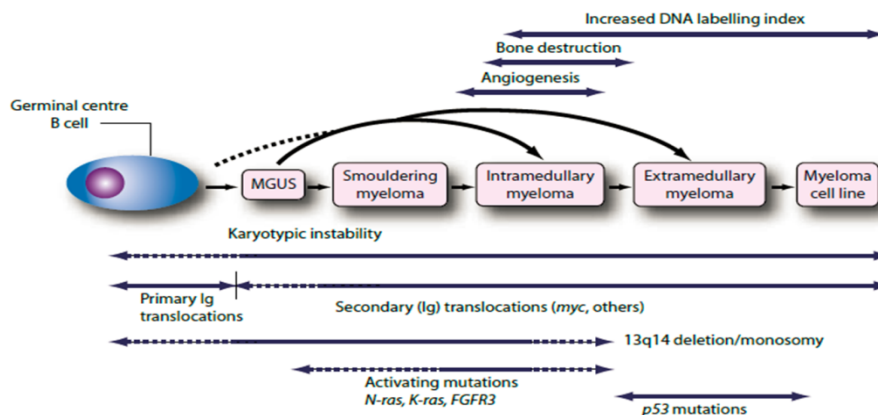 Increased DNA labelling index
Bone destruction
Angiogenesis
Germinal centre
B cell
MGUS
Smouldering
myeloma
Intramedullary
myeloma
Extramedullary
myeloma
Myeloma
cell line
Karyotypic instability
Primary Ig
translocations
Secondary (Ig) translocations (myc, others)
13q14 deletion/monosomy
Activating mutations
N-ras, K-ras, FGFR3
p53 mutations